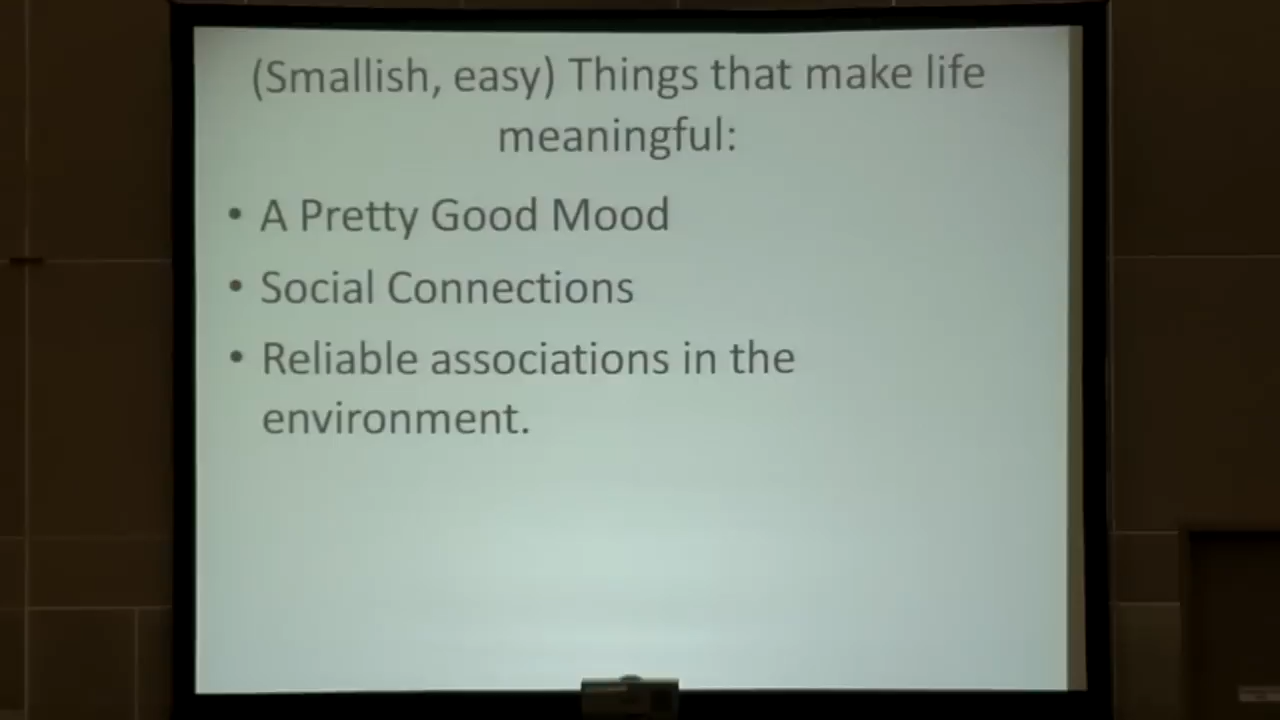 (Smallish, easy) Things that make life
meaningful:
• A Pretty Good Mood
• Social Connections
• Reliable associations in the
environment.